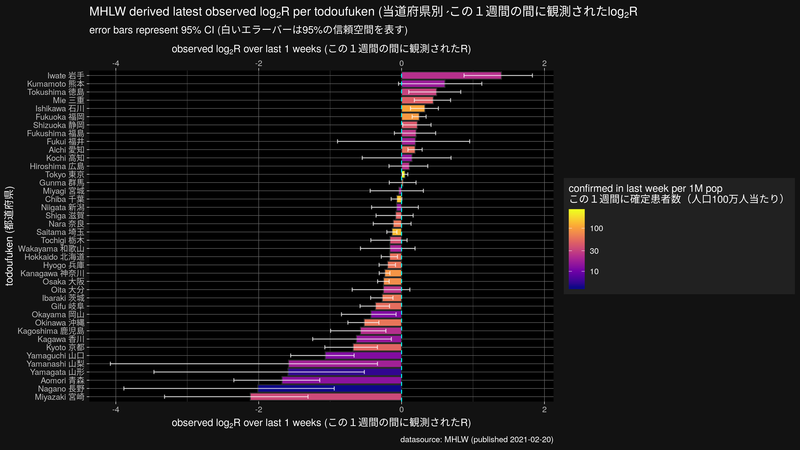 MHLW derived latest observed log₂R per todoufuken (当道府県別 -この１週間の間に観測されたlog₂R
error bars represent 95% CI (白いエラーバーは95%の信頼空間を表す)
observed log₂R over last 1 weeks (この１週間の間に観測されたR)
-4 -2 0 2
todoufuken (都道府県)
Iwate 岩手
Kumamoto 熊本
Tokushima 徳島
Mie 三重
Ishikawa 石川
Fukuoka 福岡
Shizuoka 静岡
Fukushima 福島
Fukui 福井
Aichi 愛知
Kochi 高知
Hiroshima 広島
Tokyo 東京
Gunma 群馬
Miyagi 宮城
Chiba 千葉
Niigata 新潟
Shiga 滋賀
Nara 奈良
Saitama 埼玉
Tochigi 栃木
Wakayama 和歌山
Hokkaido 北海道
Hyogo 兵庫
Kanagawa 神奈川
Osaka 大阪
Oita 大分
Ibaraki 茨城
Gifu 岐阜
Okayama 岡山
Okinawa 沖縄
Kagoshima 鹿児島
Kagawa 香川
Kyoto 京都
Yamaguchi 山口
Yamanashi 山梨
Yamagata 山形
Aomori 青森
Nagano 長野
Miyazaki 宮崎
-4 -2 0 2
observed log₂R over last 1 weeks (この１週間の間に観測されたR)
confirmed in last week per 1M pop
この１週間に確定患者数（人口100万人当たり）
100
30
10
datasource: MHLW (published 2021-02-20)